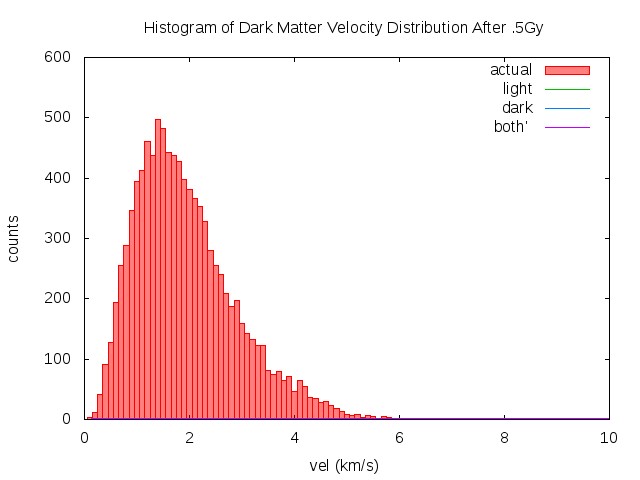 Histogram of Dark Matter Velocity Distribution After .5Gy
600
500
400
300
200
100
0
counts
actual
light
dark
both'
0 2 4 6 8 10
vel (km/s)